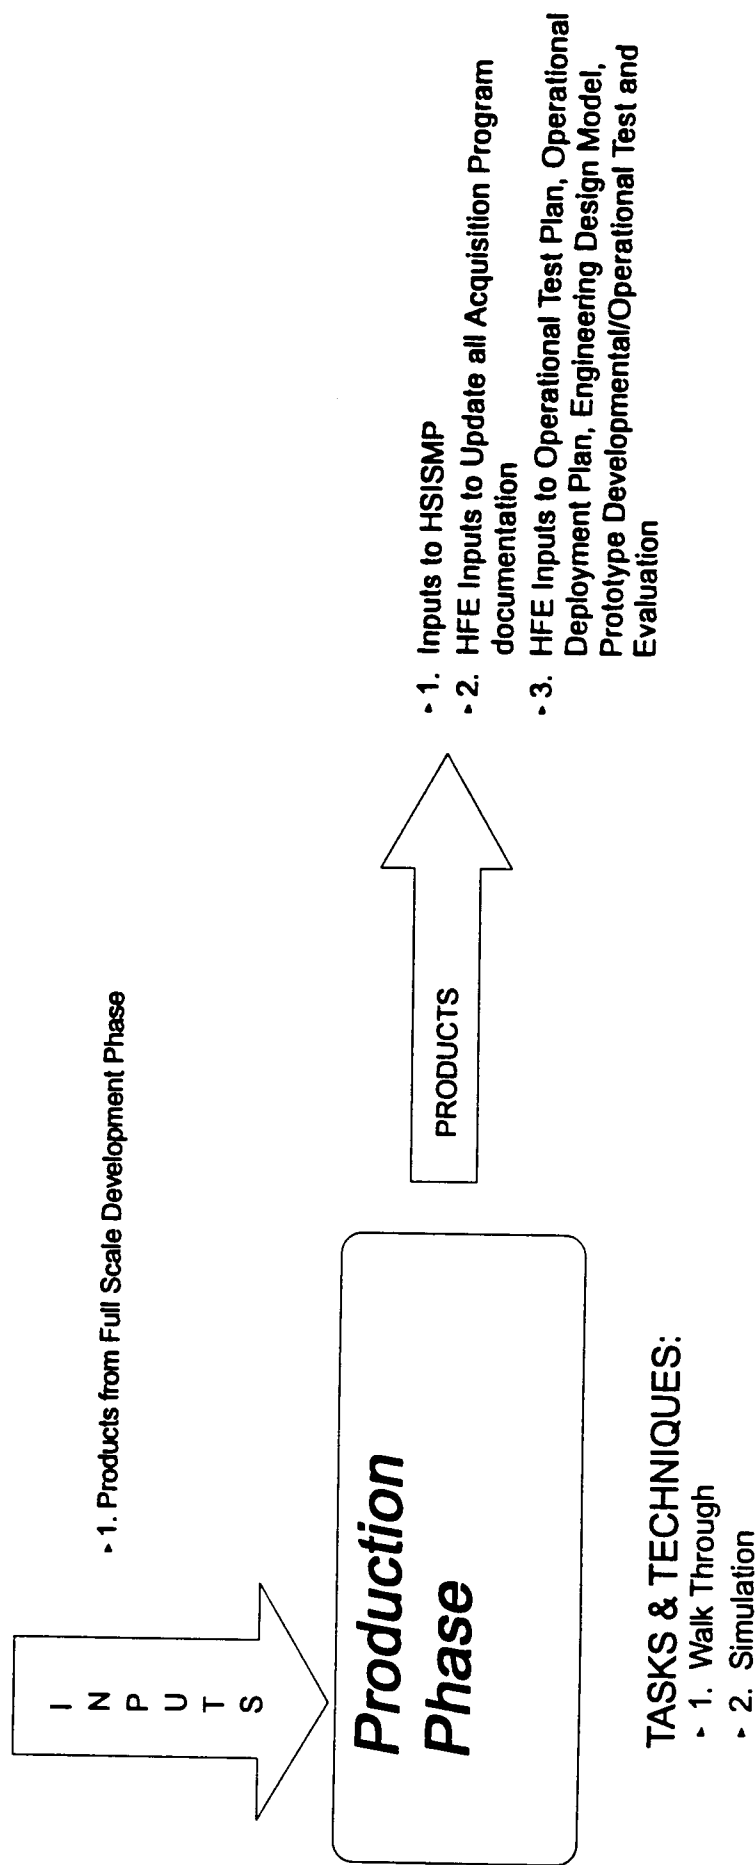 INPUTS
▸ 1. Products from Full Scale Development Phase
Production
Phase
PRODUCTS
▸ 1. Inputs to HSISMP
▸ 2. HFE Inputs to Update all Acquisition Program
documentation
▸ 3. HFE Inputs to Operational Test Plan, Operational
Deployment Plan, Engineering Design Model,
Prototype Developmental/Operational Test and
Evaluation
TASKS & TECHNIQUES:
▸ 1. Walk Through
▸ 2. Simulation